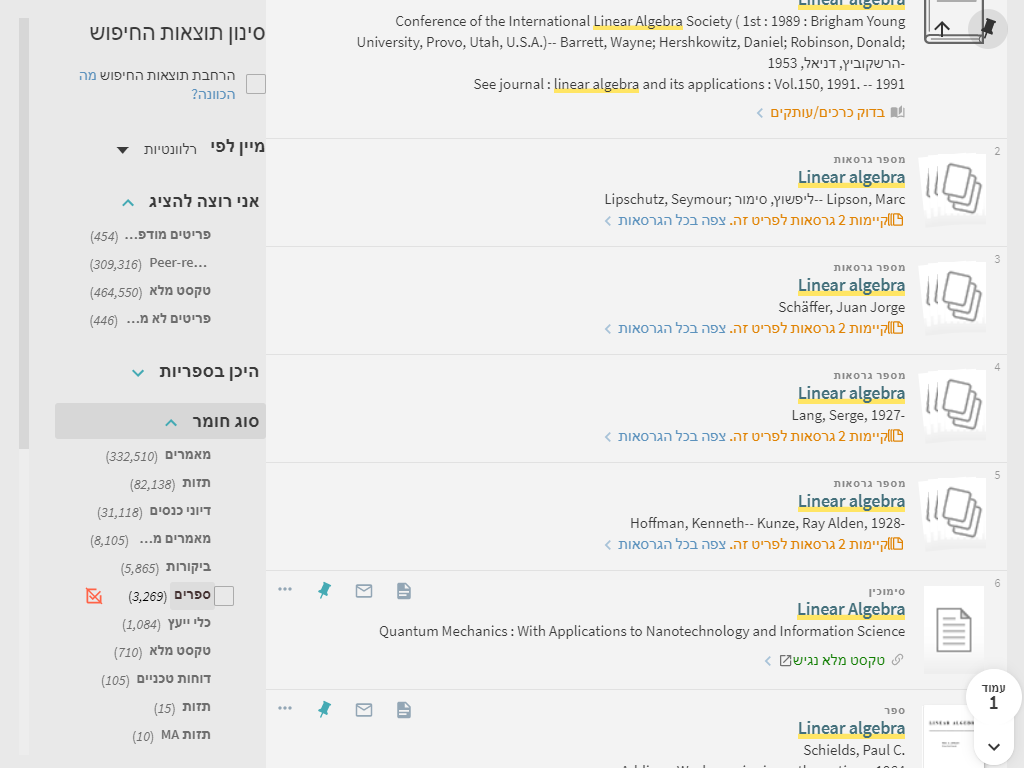 Linear algebra
Conference of the International Linear Algebra Society ( 1st : 1989 : Brigham Young
University, Provo, Utah, U.S.A.)-- Barrett, Wayne; Hershkowitz, Daniel; Robinson, Donald;
הרשקוביץ, דניאל, 1953-
See journal : linear algebra and its applications : Vol.150, 1991. -- 1991
בדוק כרכים/עותקים
2
מספר גרסאות
Linear algebra
Lipschutz, Seymour; ליפשוץ, סימור-- Lipson, Marc
קיימות 2 גרסאות לפריט זה. צפה בכל הגרסאות
3
מספר גרסאות
Linear algebra
Schäffer, Juan Jorge
קיימות 2 גרסאות לפריט זה. צפה בכל הגרסאות
4
מספר גרסאות
Linear algebra
Lang, Serge, 1927-
קיימות 2 גרסאות לפריט זה. צפה בכל הגרסאות
5
מספר גרסאות
Linear algebra
Hoffman, Kenneth-- Kunze, Ray Alden, 1928-
קיימות 2 גרסאות לפריט זה. צפה בכל הגרסאות
6
סימוכין
Linear Algebra
Quantum Mechanics : With Applications to Nanotechnology and Information Science
טקסט מלא נגיש
ספר
Linear algebra
Schields, Paul C.
עמוד
1
סינון תוצאות החיפוש
הרחבת תוצאות החיפוש מה
הכוונה?
מיין לפי רלוונטיות
אני רוצה להציג
פריטים מודפ... (454)
Peer-re... (309,316)
טקסט מלא (464,550)
פריטים לא מ... (446)
היכן בספריות
סוג חומר
מאמרים (332,510)
תזות (82,138)
דיוני כנסים (31,118)
מאמרים מ... (8,105)
ביקורות (5,865)
ספרים (3,269)
כלי ייעץ (1,084)
טקסט מלא (710)
דוחות טכניים (105)
תזות (15)
תזות MA (10)